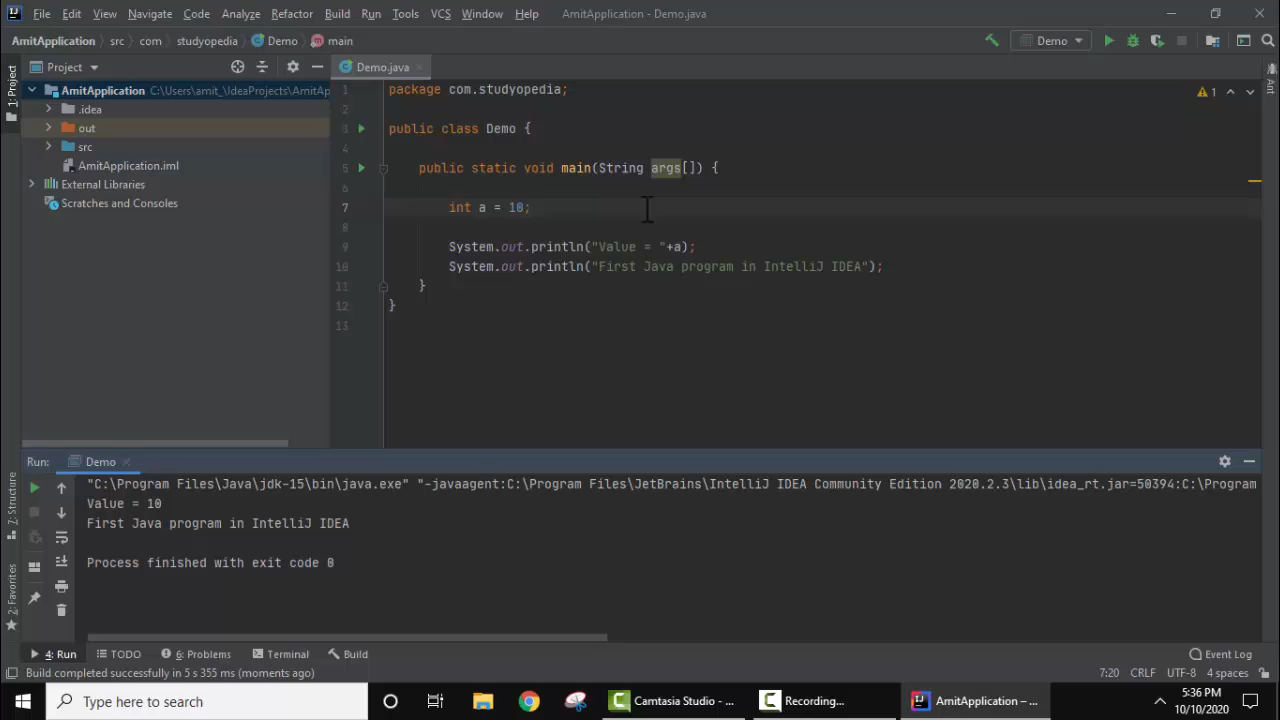 File Edit View Navigate Code Analyze Refactor Build Run Tools VCS Window Help AmitApplication - Demo.java
AmitApplication src com studyopedia Demo main Demo
1: Project
Project
Demo.java
AmitApplication C:\Users\amit_\IdeaProjects\AmitAp
.idea
out
src
AmitApplication.iml
External Libraries
Scratches and Consoles
1 package com.studyopedia;
2
3 public class Demo {
4
5 public static void main(String args[]) {
6
7 int a = 10;
8
9 System.out.println("Value = "+a);
10 System.out.println("First Java program in IntelliJ IDEA");
11 }
12 }
13
1
Ant
Run: Demo
"C:\Program Files\Java\jdk-15\bin\java.exe" "-javaagent:C:\Program Files\JetBrains\IntelliJ IDEA Community Edition 2020.2.3\lib\idea_rt.jar=50394:C:\Program
Value = 10
First Java program in IntelliJ IDEA
Process finished with exit code 0
7: Structure
2: Favorites
4: Run TODO 6: Problems Terminal Build Event Log
Build completed successfully in 5 s 355 ms (moments ago) 7:20 CRLF UTF-8 4 spaces
Type here to search Camtasia Studio - ... Recording... AmitApplication – ... 5:36 PM
10/10/2020